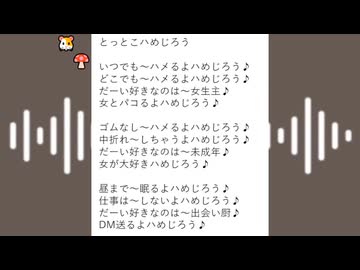 とっとこハめじろう
いつでも～ハメるよハめじろう♪
どこでも～ハメるよハめじろう♪
だーい好きなのは～女生主♪
女とパコるよハめじろう♪
ゴムなし～ハメるよハめじろう♪
中折れ～しちゃうよハめじろう♪
だーい好きなのは～未成年♪
女が大好きハめじろう♪
昼まで～眠るよハめじろう♪
仕事は～しないよハめじろう♪
だーい好きなのは～出会い厨♪
DM送るよハめじろう♪